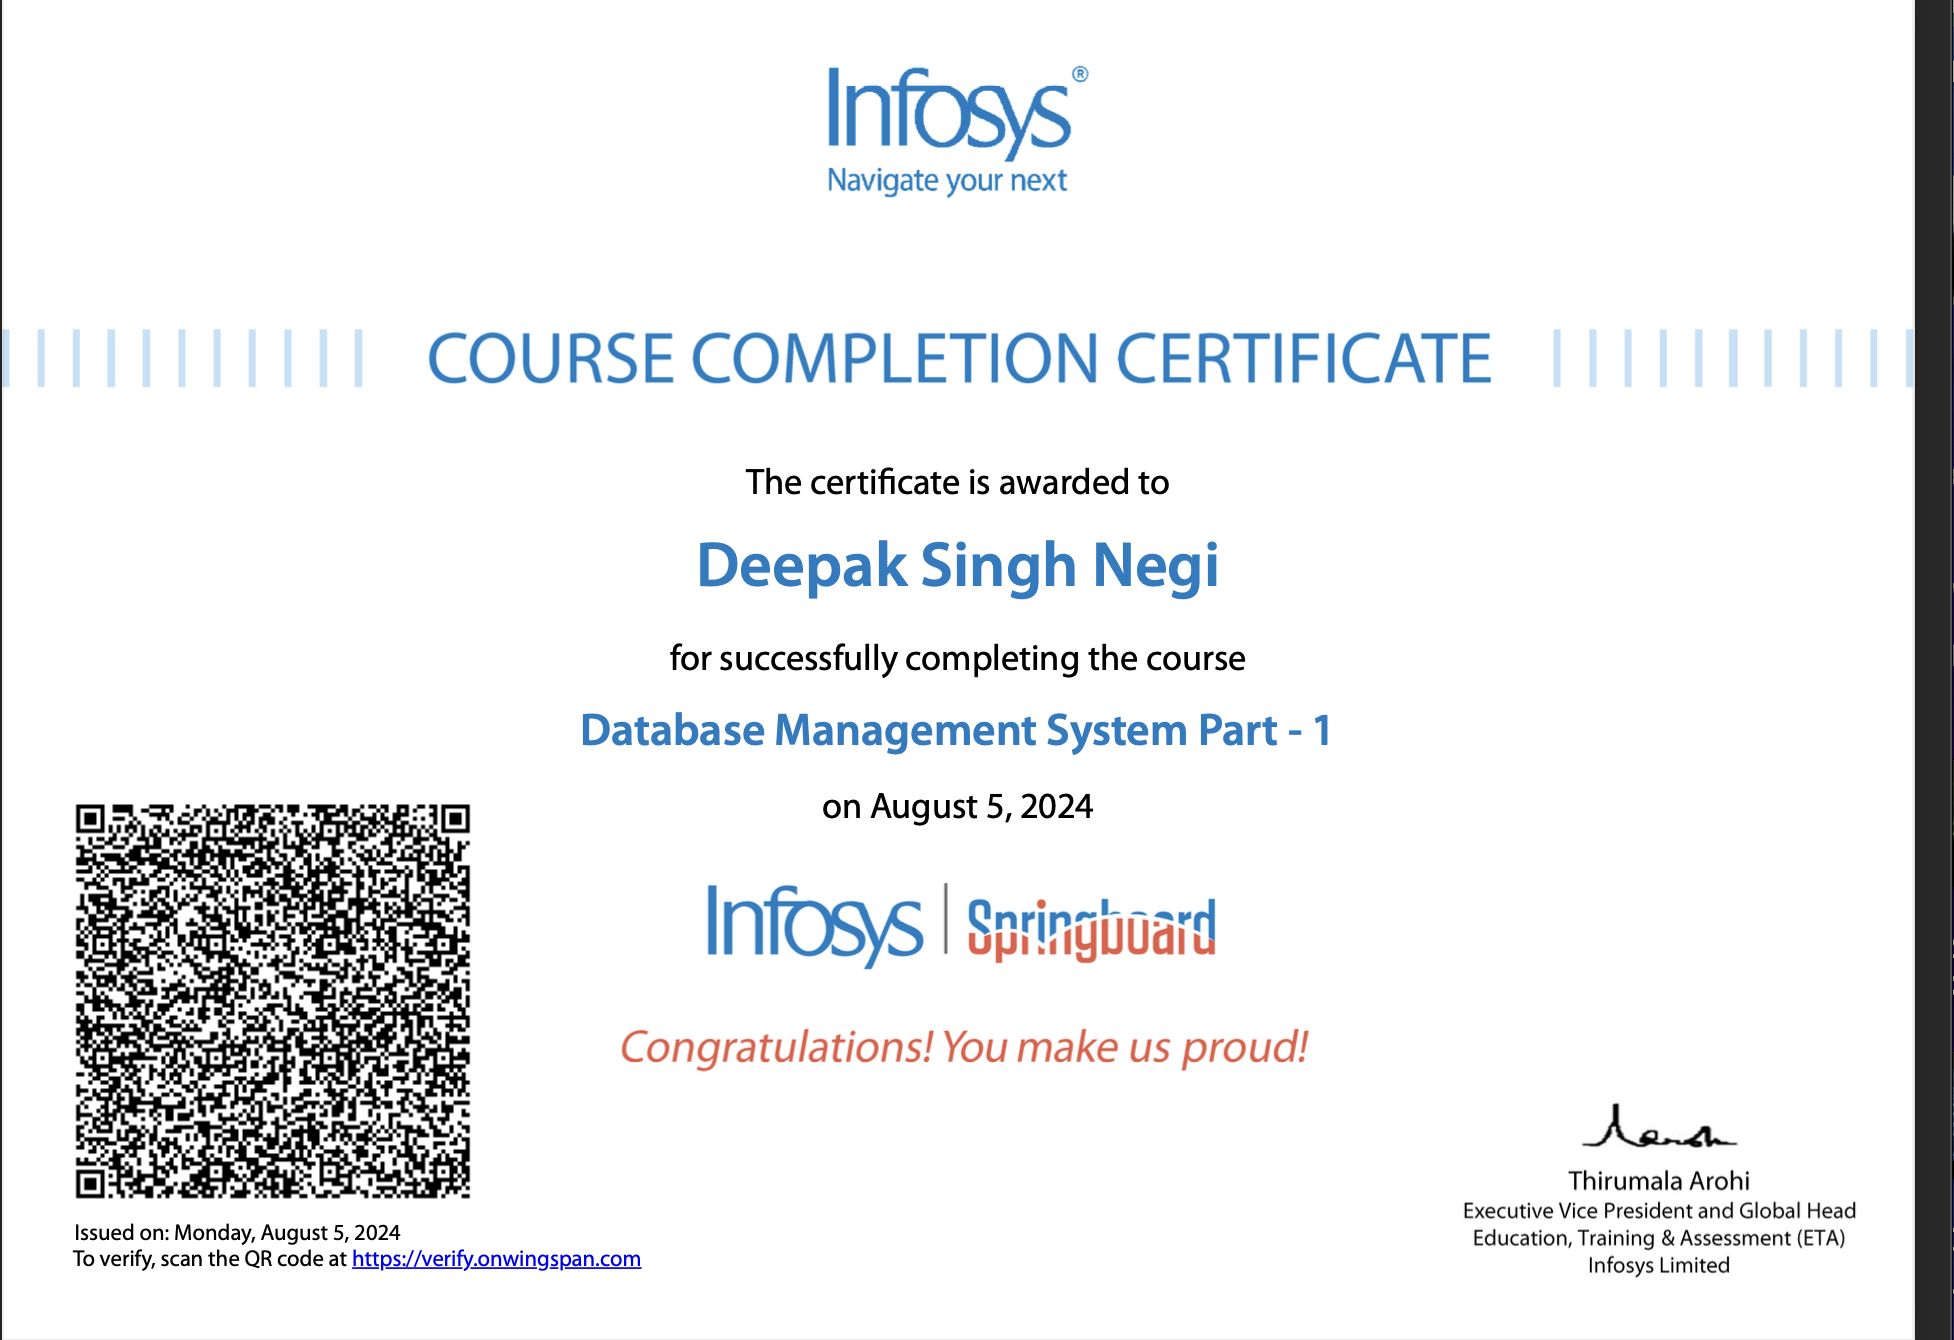 Infosys®
Navigate your next
COURSE COMPLETION CERTIFICATE
The certificate is awarded to
Deepak Singh Negi
for successfully completing the course
Database Management System Part - 1
on August 5, 2024
Infosys | Springboard
Congratulations! You make us proud!
Thirumala Arohi
Executive Vice President and Global Head
Education, Training & Assessment (ETA)
Infosys Limited
Issued on: Monday, August 5, 2024
To verify, scan the QR code at https://verify.onwingspan.com